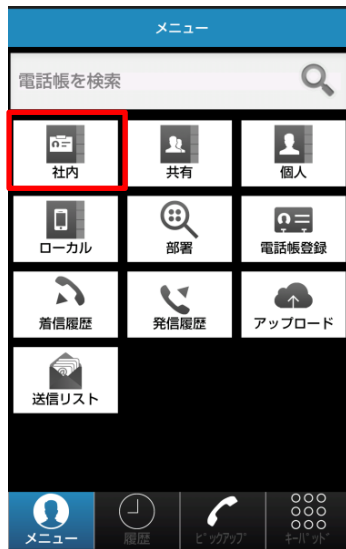 メニュー
電話帳を検索
社内
共有
個人
ローカル
部署
電話帳登録
着信履歴
発信履歴
アップロード
送信リスト
メニュー
履歴
ﾋﾟｯｸｱｯﾌﾟ
ｷｰﾊﾟｯﾄﾞ